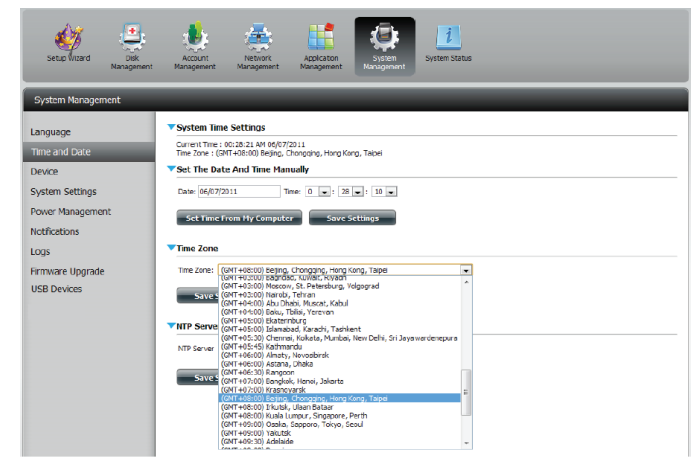 Setup Wizard
Disk Management
Account Management
Network Management
Application Management
System Management
System Status
System Management
Language
Time and Date
Device
System Settings
Power Management
Notifications
Logs
Firmware Upgrade
USB Devices
System Time Settings
Current Time : 00:28:21 AM 06/07/2011
Time Zone : (GMT+08:00) Beijing, Chongqing, Hong Kong, Taipei
Set The Date And Time Manually
Date: 06/07/2011 Time: 0 : 28 : 10
Set Time From My Computer Save Settings
Time Zone
Time Zone: (GMT+08:00) Beijing, Chongqing, Hong Kong, Taipei
(GMT+03:00) Baghdad, Kuwait, Riyadh
(GMT+03:00) Moscow, St. Petersburg, Volgograd
(GMT+03:00) Nairobi, Tehran
(GMT+04:00) Abu Dhabi, Muscat, Kabul
(GMT+04:00) Baku, Tbilisi, Yerevan
(GMT+05:00) Ekaterinburg
(GMT+05:00) Islamabad, Karachi, Tashkent
(GMT+05:30) Chennai, Kolkata, Mumbai, New Delhi, Sri Jayawardenepura
(GMT+05:45) Kathmandu
(GMT+06:00) Almaty, Novosibirsk
(GMT+06:00) Astana, Dhaka
(GMT+06:30) Rangoon
(GMT+07:00) Bangkok, Hanoi, Jakarta
(GMT+07:00) Krasnoyarsk
(GMT+08:00) Beijing, Chongqing, Hong Kong, Taipei
(GMT+08:00) Irkutsk, Ulaan Bataar
(GMT+08:00) Kuala Lumpur, Singapore, Perth
(GMT+09:00) Osaka, Sapporo, Tokyo, Seoul
(GMT+09:00) Yakutsk
(GMT+09:30) Adelaide
Save S
NTP Serve
NTP Server
Save S